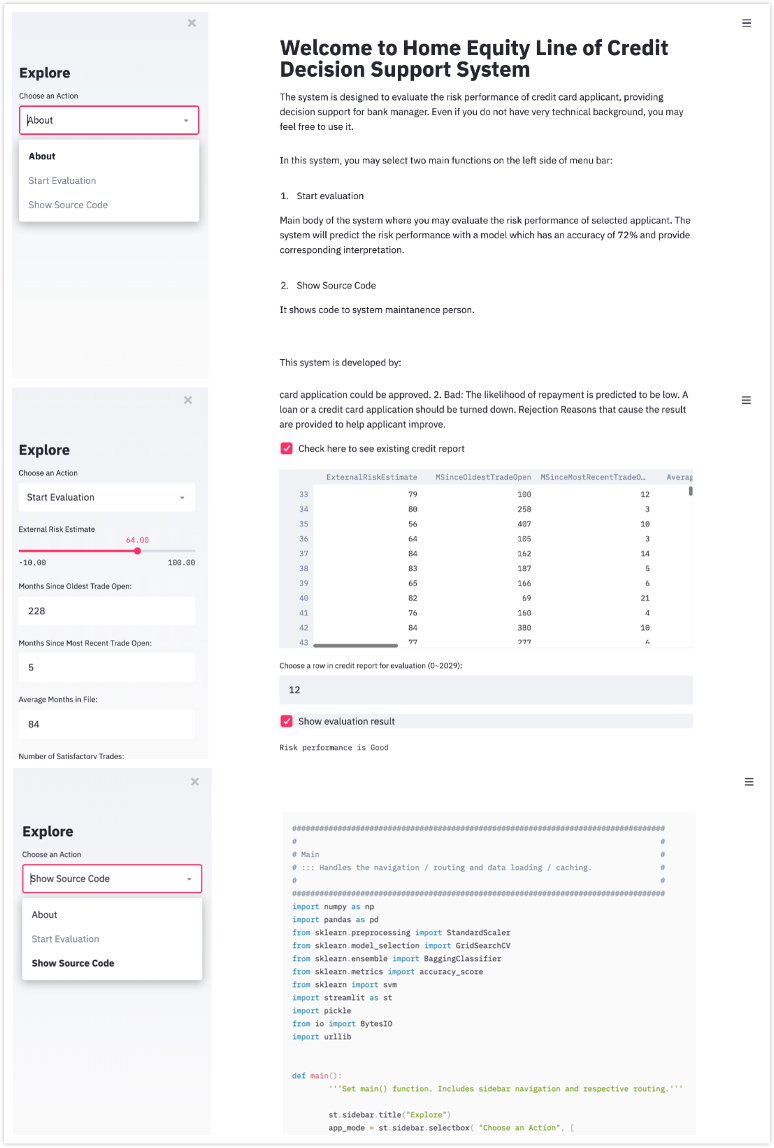 Explore
Choose an Action
About
About
Start Evaluation
Show Source Code
Welcome to Home Equity Line of Credit
Decision Support System
The system is designed to evaluate the risk performance of credit card applicant, providing
decision support for bank manager. Even if you do not have very technical background, you may
feel free to use it.
In this system, you may select two main functions on the left side of menu bar:
1. Start evaluation
Main body of the system where you may evaluate the risk performance of selected applicant. The
system will predict the risk performance with a model which has an accuracy of 72% and provide
corresponding interpretation.
2. Show Source Code
It shows code to system maintanence person.
This system is developed by:
Explore
Choose an Action
Start Evaluation
External Risk Estimate
64.00
-10.00 100.00
Months Since Oldest Trade Open:
228
Months Since Most Recent Trade Open:
5
Average Months in File:
84
Number of Satisfactory Trades:
card application could be approved. 2. Bad: The likelihood of repayment is predicted to be low. A
loan or a credit card application should be turned down. Rejection Reasons that cause the result
are provided to help applicant improve.
Check here to see existing credit report
ExternalRiskEstimate MSinceOldestTradeOpen MSinceMostRecentTradeO… Averag
33 79 100 12
34 80 258 3
35 56 407 10
36 64 105 3
37 84 162 14
38 83 187 5
39 65 166 6
40 82 69 21
41 76 160 4
42 84 380 10
43 77 277 6
Choose a row in credit report for evaluation (0~2029):
12
Show evaluation result
Risk performance is Good
Explore
Choose an Action
Show Source Code
About
Start Evaluation
Show Source Code
###################################################################################
# #
# Main #
# ::: Handles the navigation / routing and data loading / caching. #
# #
###################################################################################
import numpy as np
import pandas as pd
from sklearn.preprocessing import StandardScaler
from sklearn.model_selection import GridSearchCV
from sklearn.ensemble import BaggingClassifier
from sklearn.metrics import accuracy_score
from sklearn import svm
import streamlit as st
import pickle
from io import BytesIO
import urllib
def main():
'''Set main() function. Includes sidebar navigation and respective routing.'''
st.sidebar.title("Explore")
app_mode = st.sidebar.selectbox( "Choose an Action", [